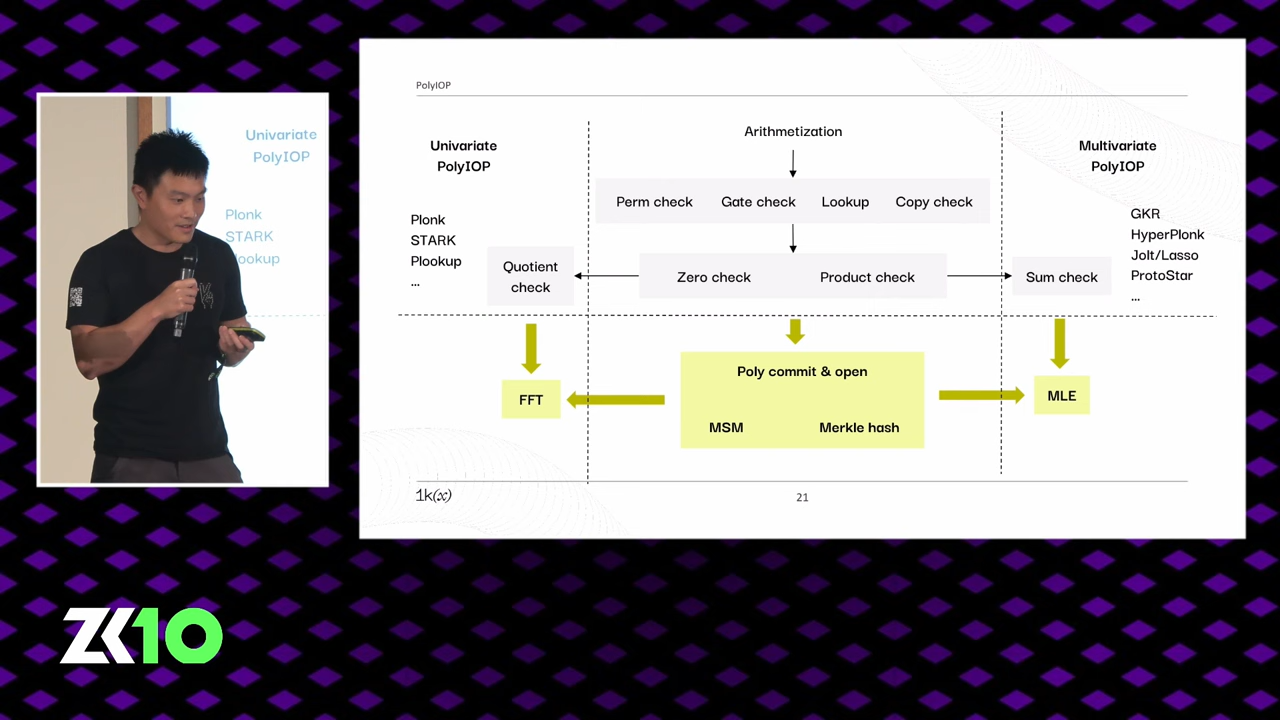 Univariate
PolyIOP
Plonk
STARK
Plookup
PolyIOP
Univariate
PolyIOP
Plonk
STARK
Plookup
...
Quotient
check
Arithmetization
Perm check Gate check Lookup Copy check
Zero check Product check
Sum check
Multivariate
PolyIOP
GKR
HyperPlonk
Jolt/Lasso
ProtoStar
...
FFT
Poly commit & open
MSM Merkle hash
MLE
1k(x)
21
ZK10